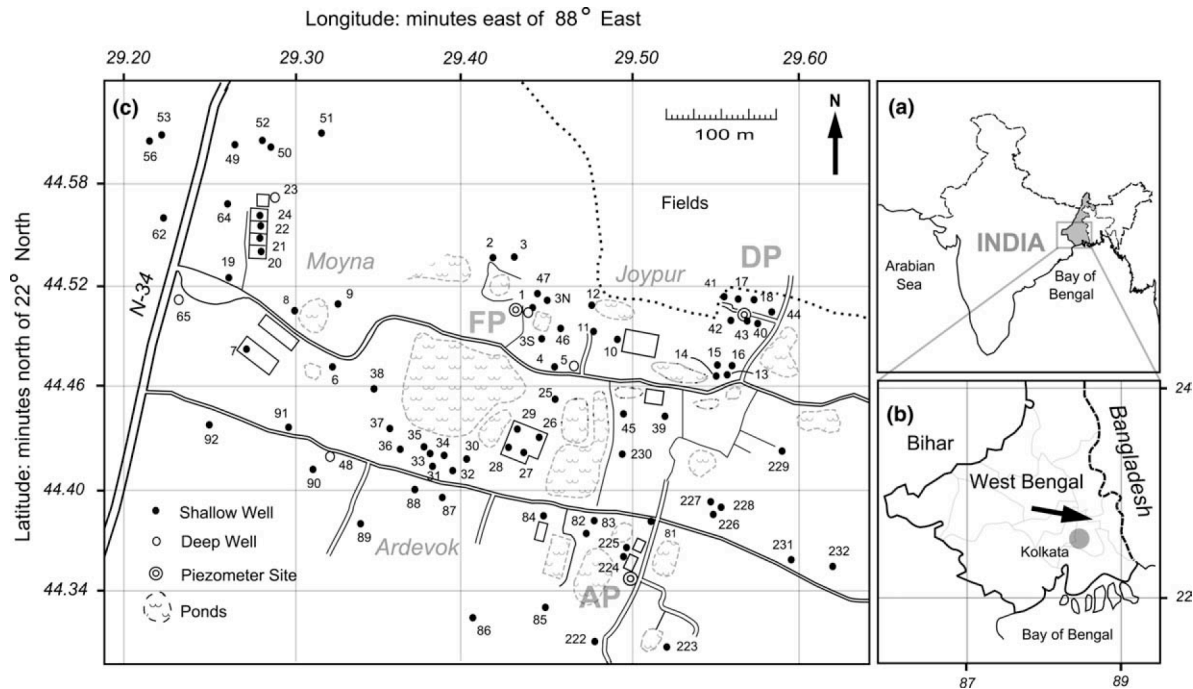 Longitude: minutes east of 88° East
29.20 29.30 29.40 29.50 29.60
Latitude: minutes north of 22° North
44.58
44.52
44.46
44.40
44.34
(c)
100 m
N
53
56
52
51
49
50
23
64
24
62
22
21
20
19
N-34
65
Moyna
8
9
7
6
38
2
3
Fields
47
1
3N
FP
3S
46
4
5
12
11
10
Joypur
DP
41
17
18
44
42
43
40
14
15
16
13
25
29
26
28
27
45
39
230
229
92
91
90
48
37
36
35
34
33
31
30
32
88
87
89
Ardevok
84
82
83
81
225
224
AP
227
228
226
231
232
86
85
222
223
Shallow Well
Deep Well
Piezometer Site
Ponds
(a)
INDIA
Arabian
Sea
Bay of
Bengal
(b)
Bihar
West Bengal
Bangladesh
Kolkata
Bay of Bengal
24
22
87 89